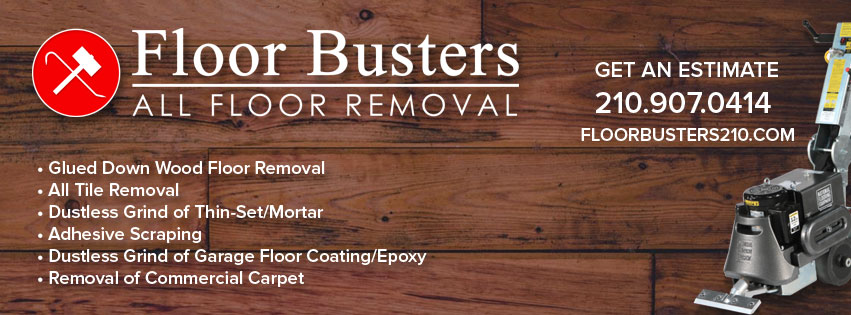 Floor Busters
ALL FLOOR REMOVAL
GET AN ESTIMATE
210.907.0414
FLOORBUSTERS210.COM
• Glued Down Wood Floor Removal
• All Tile Removal
• Dustless Grind of Thin-Set/Mortar
• Adhesive Scraping
• Dustless Grind of Garage Floor Coating/Epoxy
• Removal of Commercial Carpet